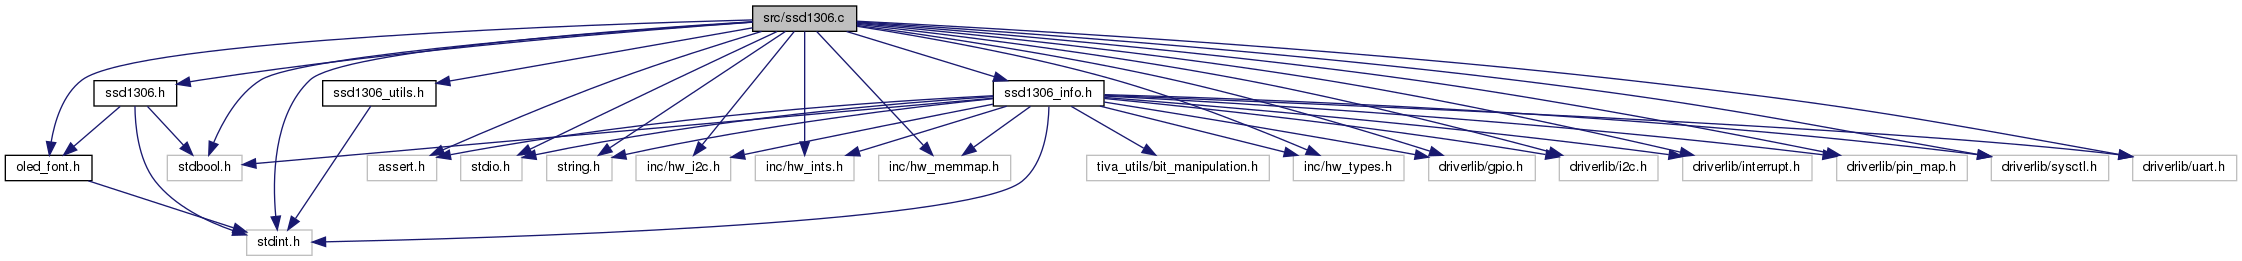 src/ssd1306.c
ssd1306.h
ssd1306_utils.h
ssd1306_info.h
oled_font.h
stdbool.h
assert.h
stdio.h
string.h
inc/hw_i2c.h
inc/hw_ints.h
inc/hw_memmap.h
tiva_utils/bit_manipulation.h
inc/hw_types.h
driverlib/gpio.h
driverlib/i2c.h
driverlib/interrupt.h
driverlib/pin_map.h
driverlib/sysctl.h
driverlib/uart.h
stdint.h